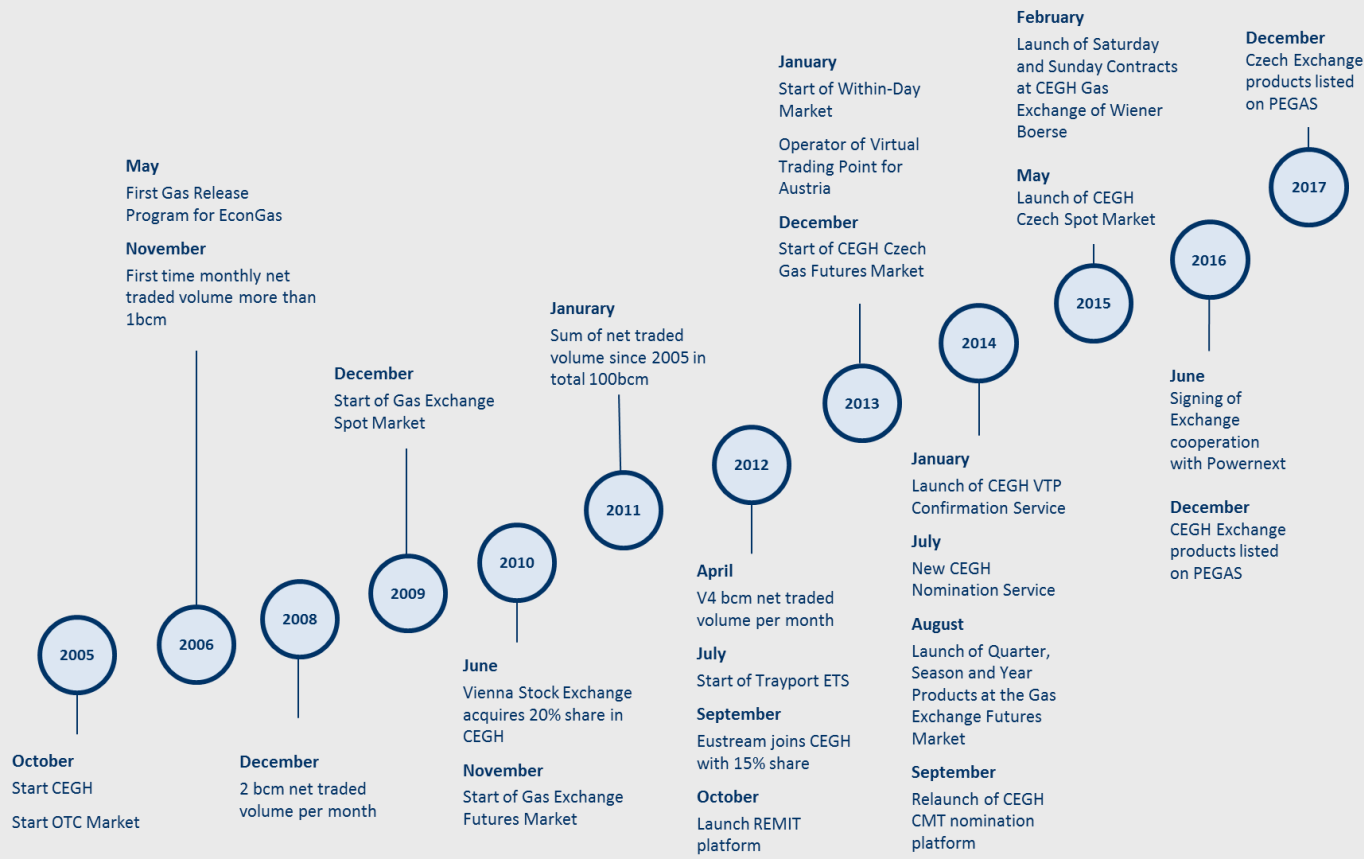 2005
October
Start CEGH
Start OTC Market
May
First Gas Release
Program for EconGas
November
First time monthly net
traded volume more than
1bcm
2006
2008
December
2 bcm net traded
volume per month
December
Start of Gas Exchange
Spot Market
2009
2010
June
Vienna Stock Exchange
acquires 20% share in
CEGH
November
Start of Gas Exchange
Futures Market
Janurary
Sum of net traded
volume since 2005 in
total 100bcm
2011
2012
April
V4 bcm net traded
volume per month
July
Start of Trayport ETS
September
Eustream joins CEGH
with 15% share
October
Launch REMIT
platform
January
Start of Within-Day
Market
Operator of Virtual
Trading Point for
Austria
December
Start of CEGH Czech
Gas Futures Market
2013
2014
January
Launch of CEGH VTP
Confirmation Service
July
New CEGH
Nomination Service
August
Launch of Quarter,
Season and Year
Products at the Gas
Exchange Futures
Market
September
Relaunch of CEGH
CMT nomination
platform
February
Launch of Saturday
and Sunday Contracts
at CEGH Gas
Exchange of Wiener
Boerse
May
Launch of CEGH
Czech Spot Market
2015
2016
June
Signing of
Exchange
cooperation
with Powernext
December
CEGH Exchange
products listed
on PEGAS
December
Czech Exchange
products listed
on PEGAS
2017